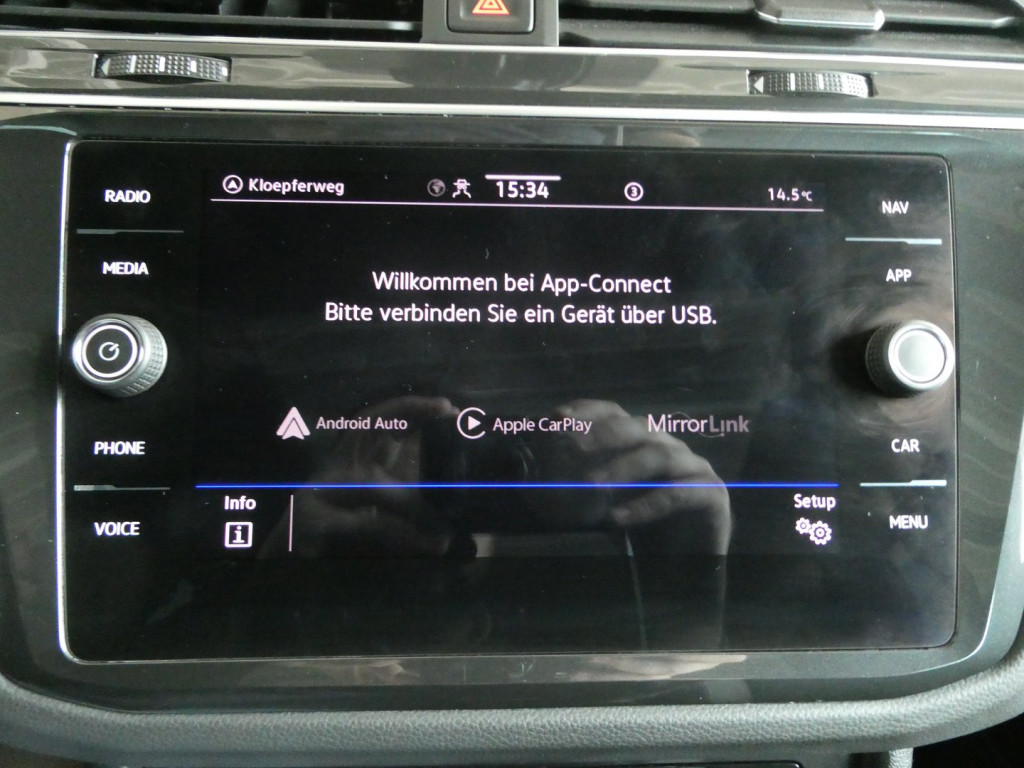 RADIO
MEDIA
PHONE
VOICE
Kloepferweg
15:34
3
14.5°C
Willkommen bei App-Connect
Bitte verbinden Sie ein Gerät über USB.
Android Auto
Apple CarPlay
MirrorLink
Info
i
Setup
NAV
APP
CAR
MENU